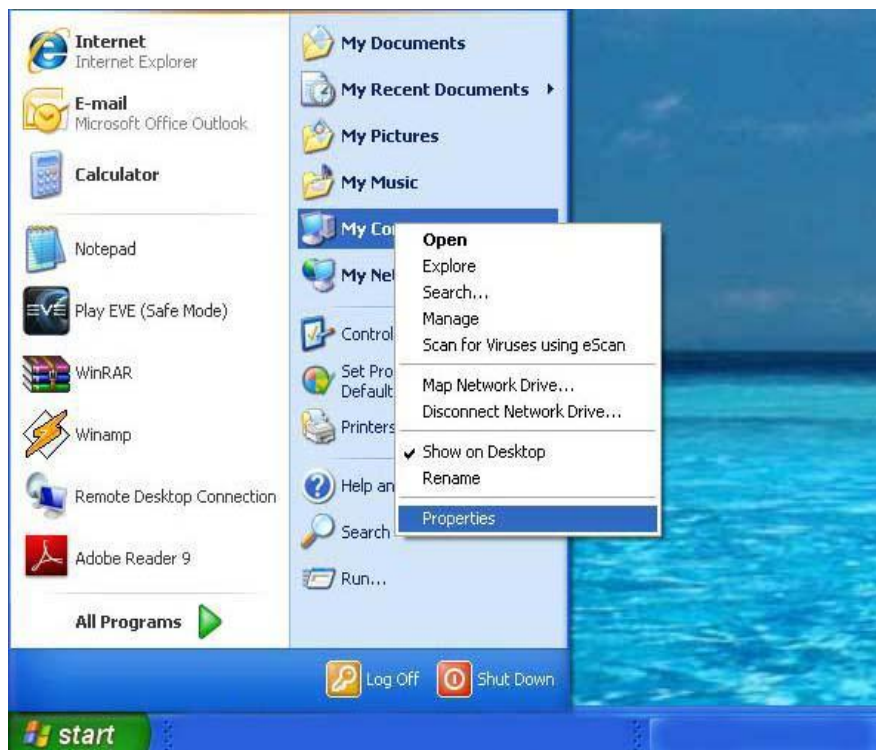 Internet
Internet Explorer
E-mail
Microsoft Office Outlook
Calculator
Notepad
EVE
Play EVE (Safe Mode)
WinRAR
Winamp
Remote Desktop Connection
Adobe Reader 9
All Programs
My Documents
My Recent Documents
My Pictures
My Music
My Co
My Net
Control
Set Pro
Default
Printers
Help an
Search
Run...
Open
Explore
Search...
Manage
Scan for Viruses using eScan
Map Network Drive...
Disconnect Network Drive...
Show on Desktop
Rename
Properties
Log Off
Shut Down
start